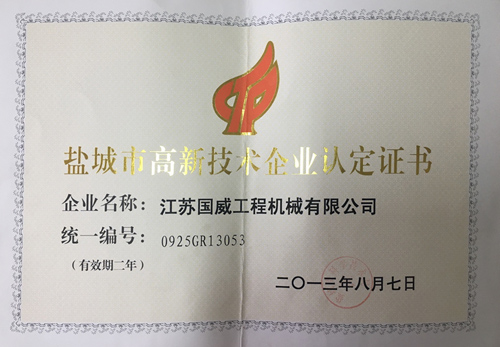 盐城市高新技术企业认定证书
企业名称：江苏国威工程机械有限公司
统一编号：0925GR13053
（有效期二年）
二〇一三年八月七日